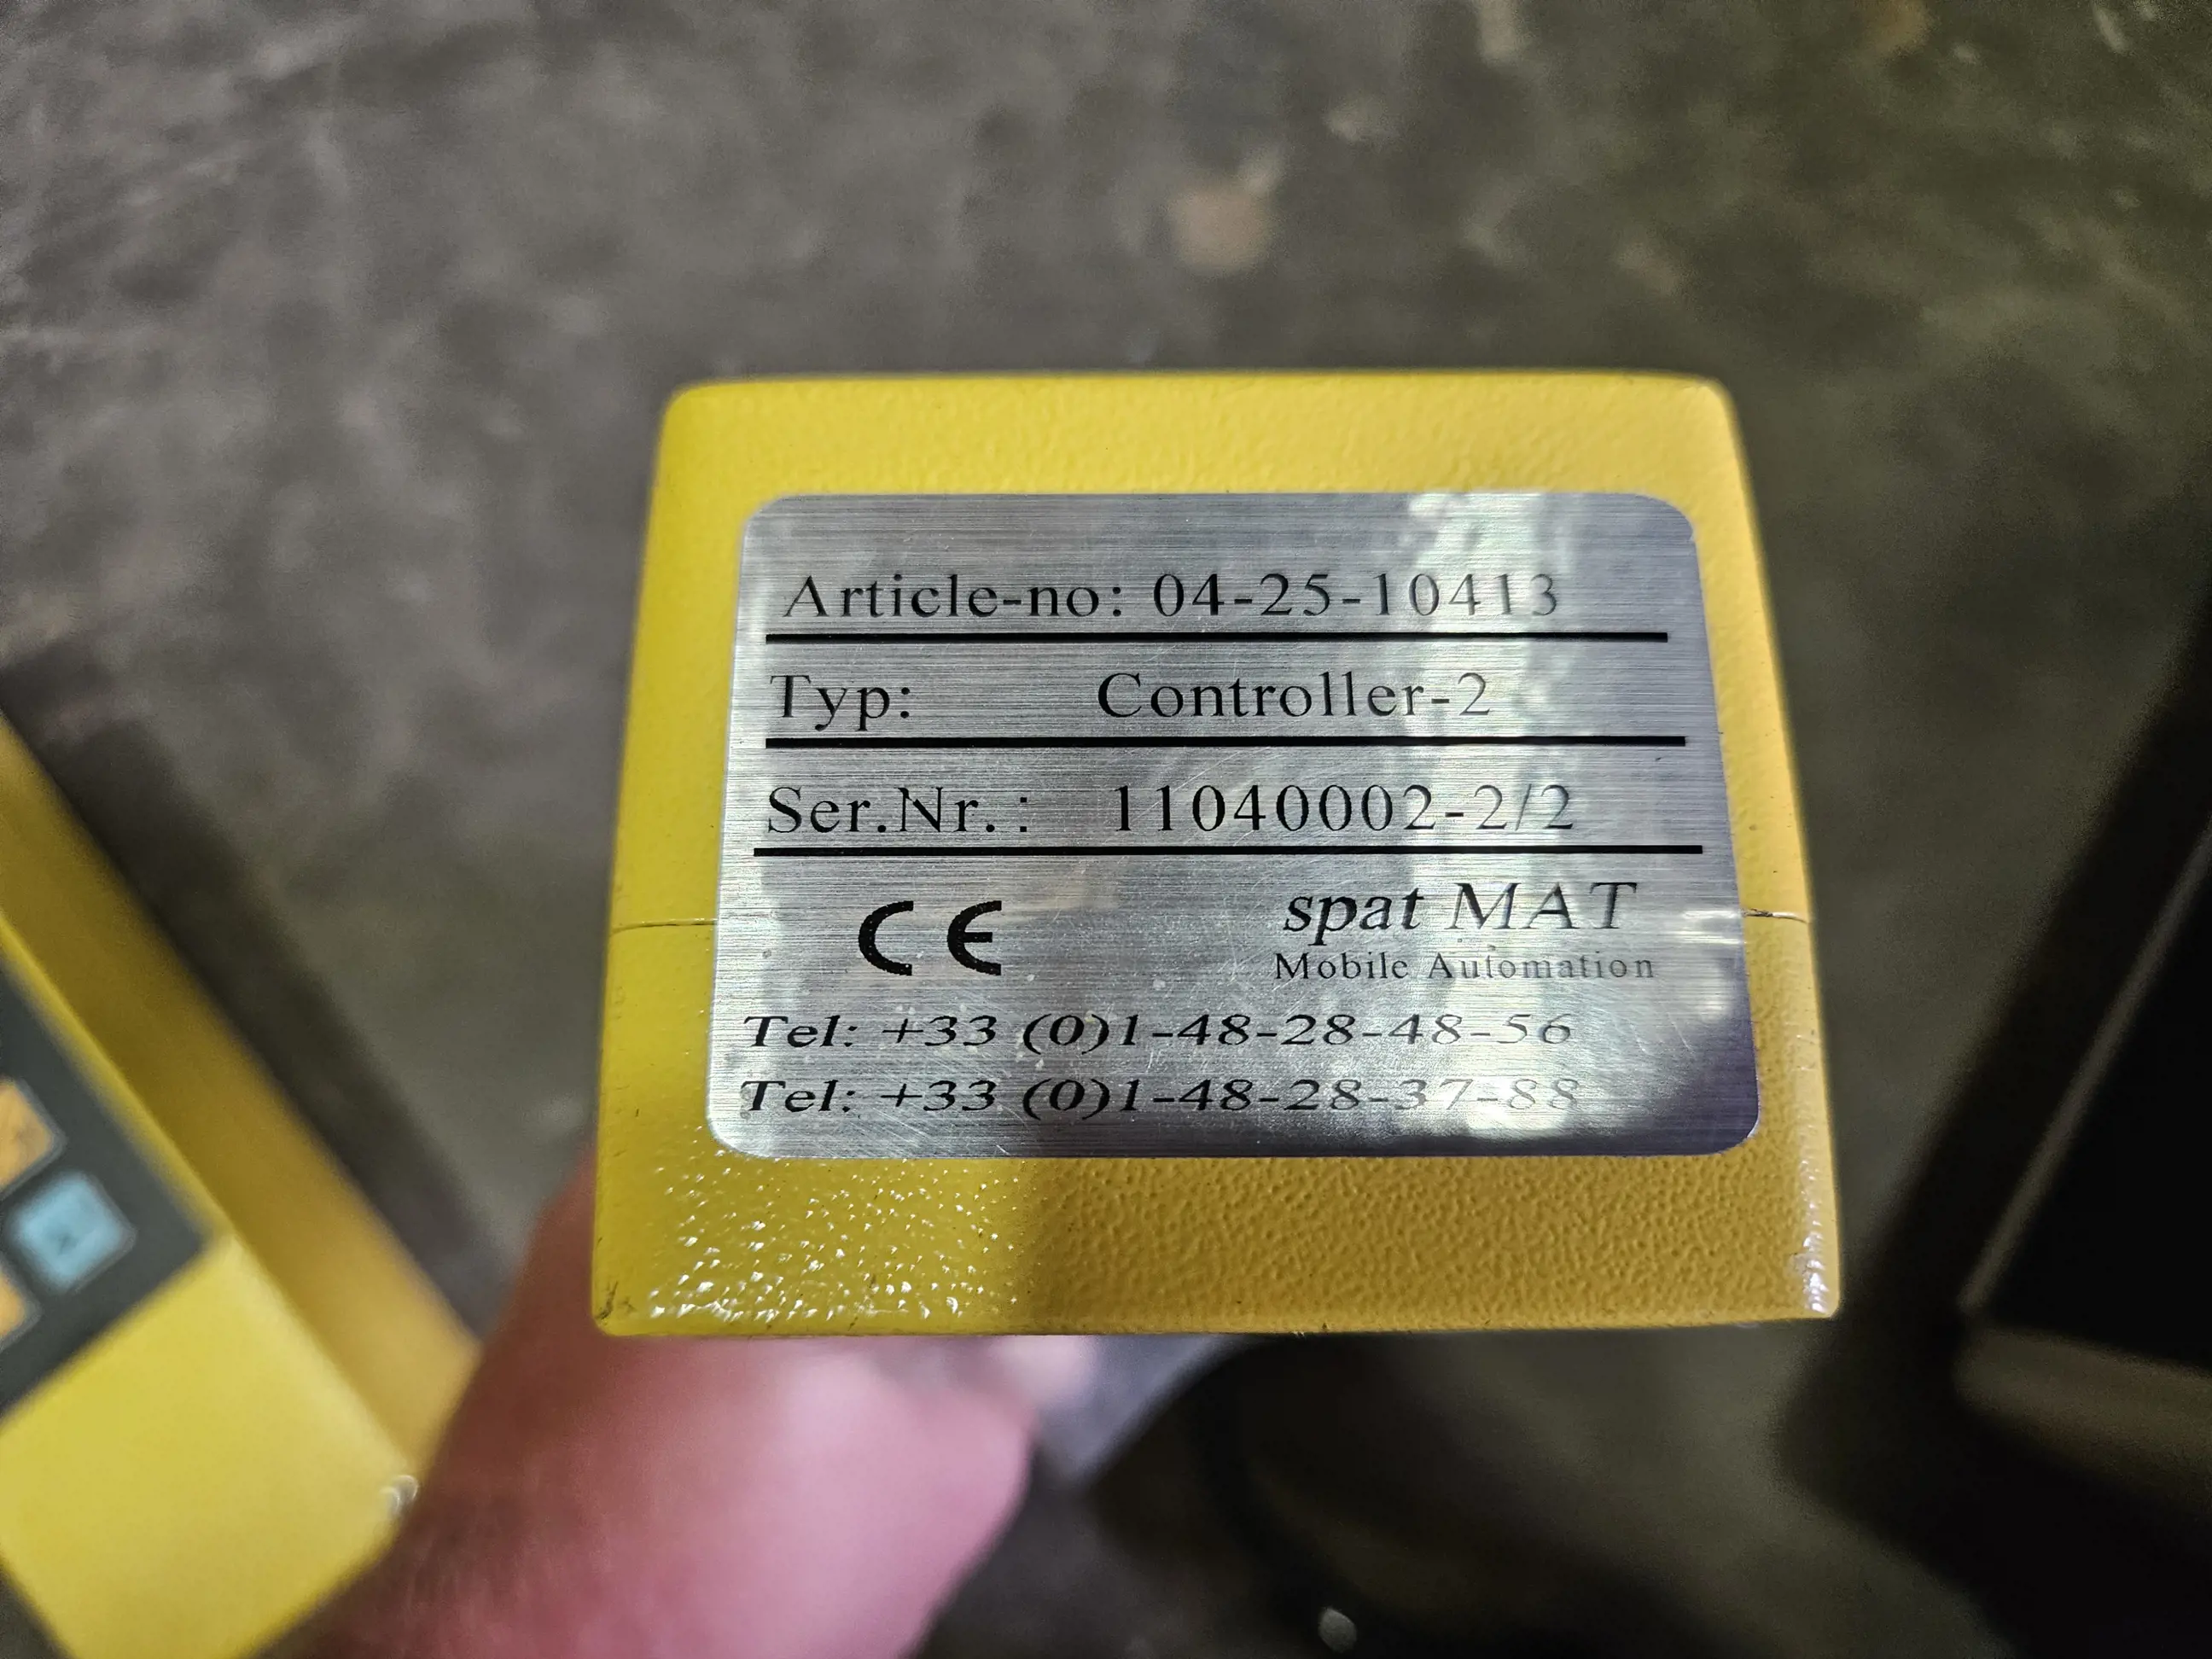 Article-no: 04-25-10413
Typ: Controller-2
Ser.Nr.: 11040002-2/2
CE
spat MAT
Mobile Automation
Tel: +33 (0)1-48-28-48-56
Tel: +33 (0)1-48-28-37-88